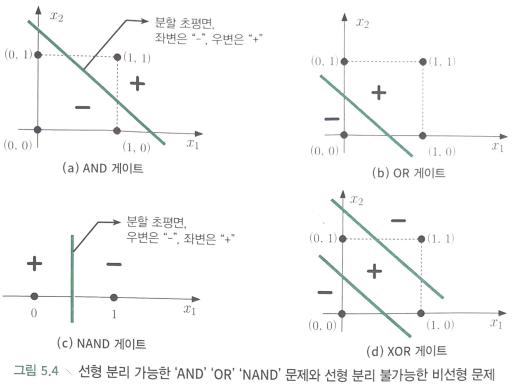 x₂
분할 초평면,
좌변은 “−”, 우변은 “+”
(0, 1)
(1, 1)
+
−
(0, 0)
(1, 0)
x₁
(a) AND 게이트
x₂
(0, 1)
(1, 1)
+
−
(0, 0)
(1, 0)
x₁
(b) OR 게이트
분할 초평면,
우변은 “−”, 좌변은 “+”
+
−
0
1
x₁
(c) NAND 게이트
x₂
−
(0, 1)
(1, 1)
+
−
(0, 0)
(1, 0)
x₁
(d) XOR 게이트
그림 5.4 \ 선형 분리 가능한 ‘AND’ ‘OR’ ‘NAND’ 문제와 선형 분리 불가능한 비선형 문제